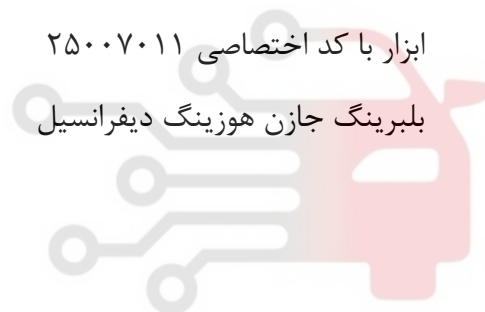 ابزار با کد اختصاصی ۲۵۰۰۷۰۱۱
بلبرینگ جازن هوزینگ دیفرانسیل